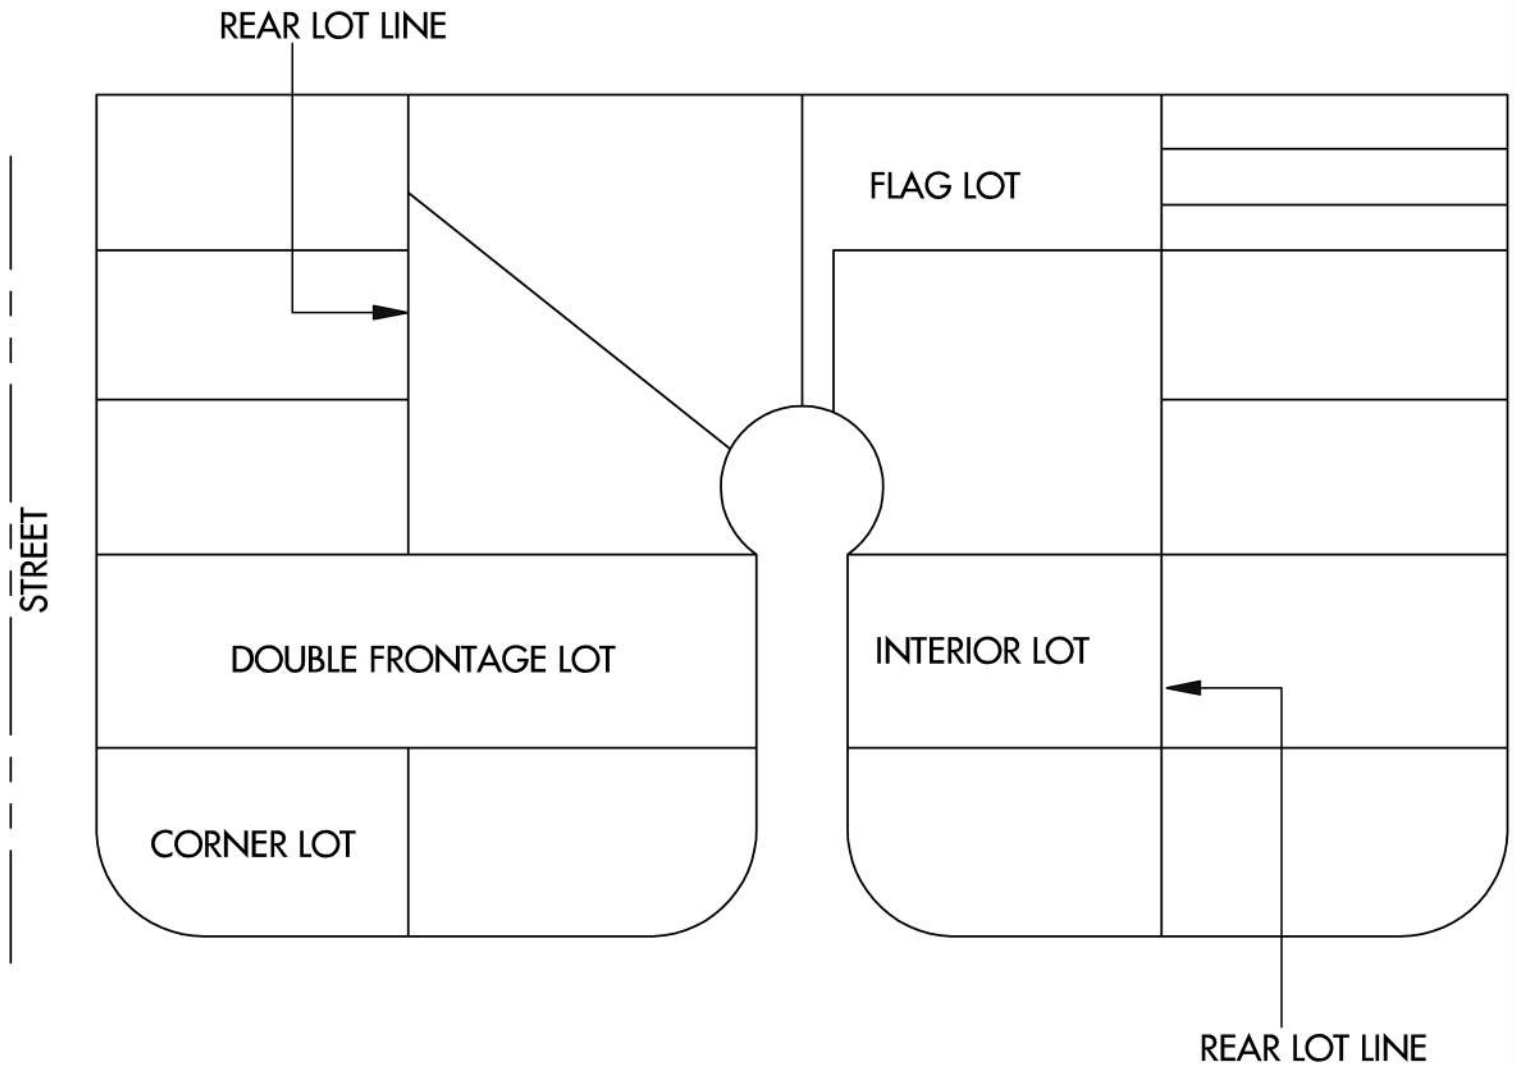 REAR LOT LINE
FLAG LOT
STREET
DOUBLE FRONTAGE LOT
INTERIOR LOT
CORNER LOT
REAR LOT LINE